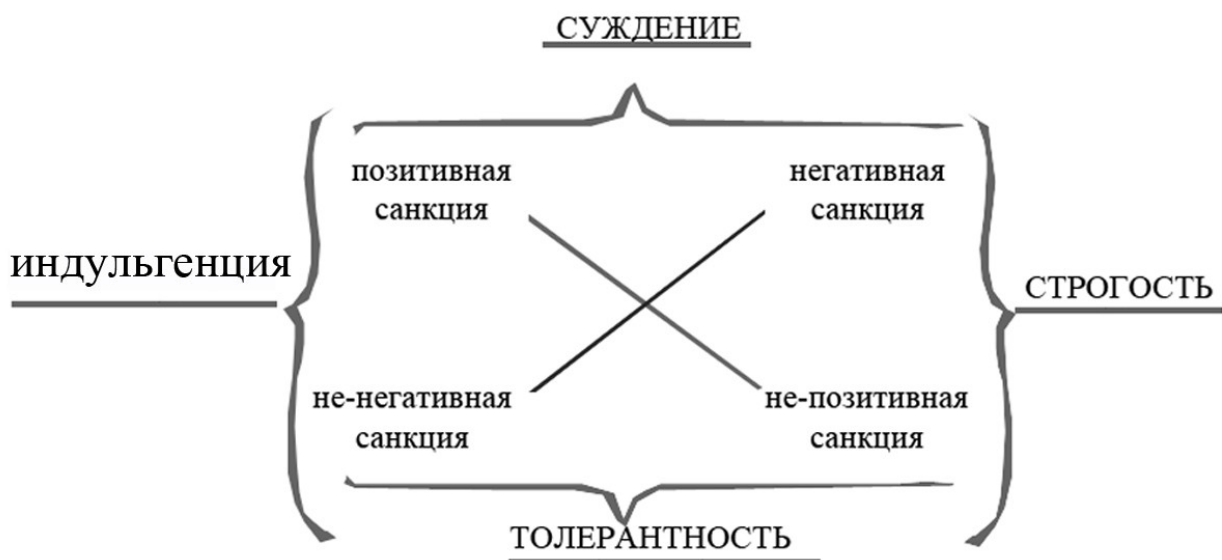 СУЖДЕНИЕ
позитивная
санкция
негативная
санкция
индульгенция
СТРОГОСТЬ
не-негативная
санкция
не-позитивная
санкция
ТОЛЕРАНТНОСТЬ